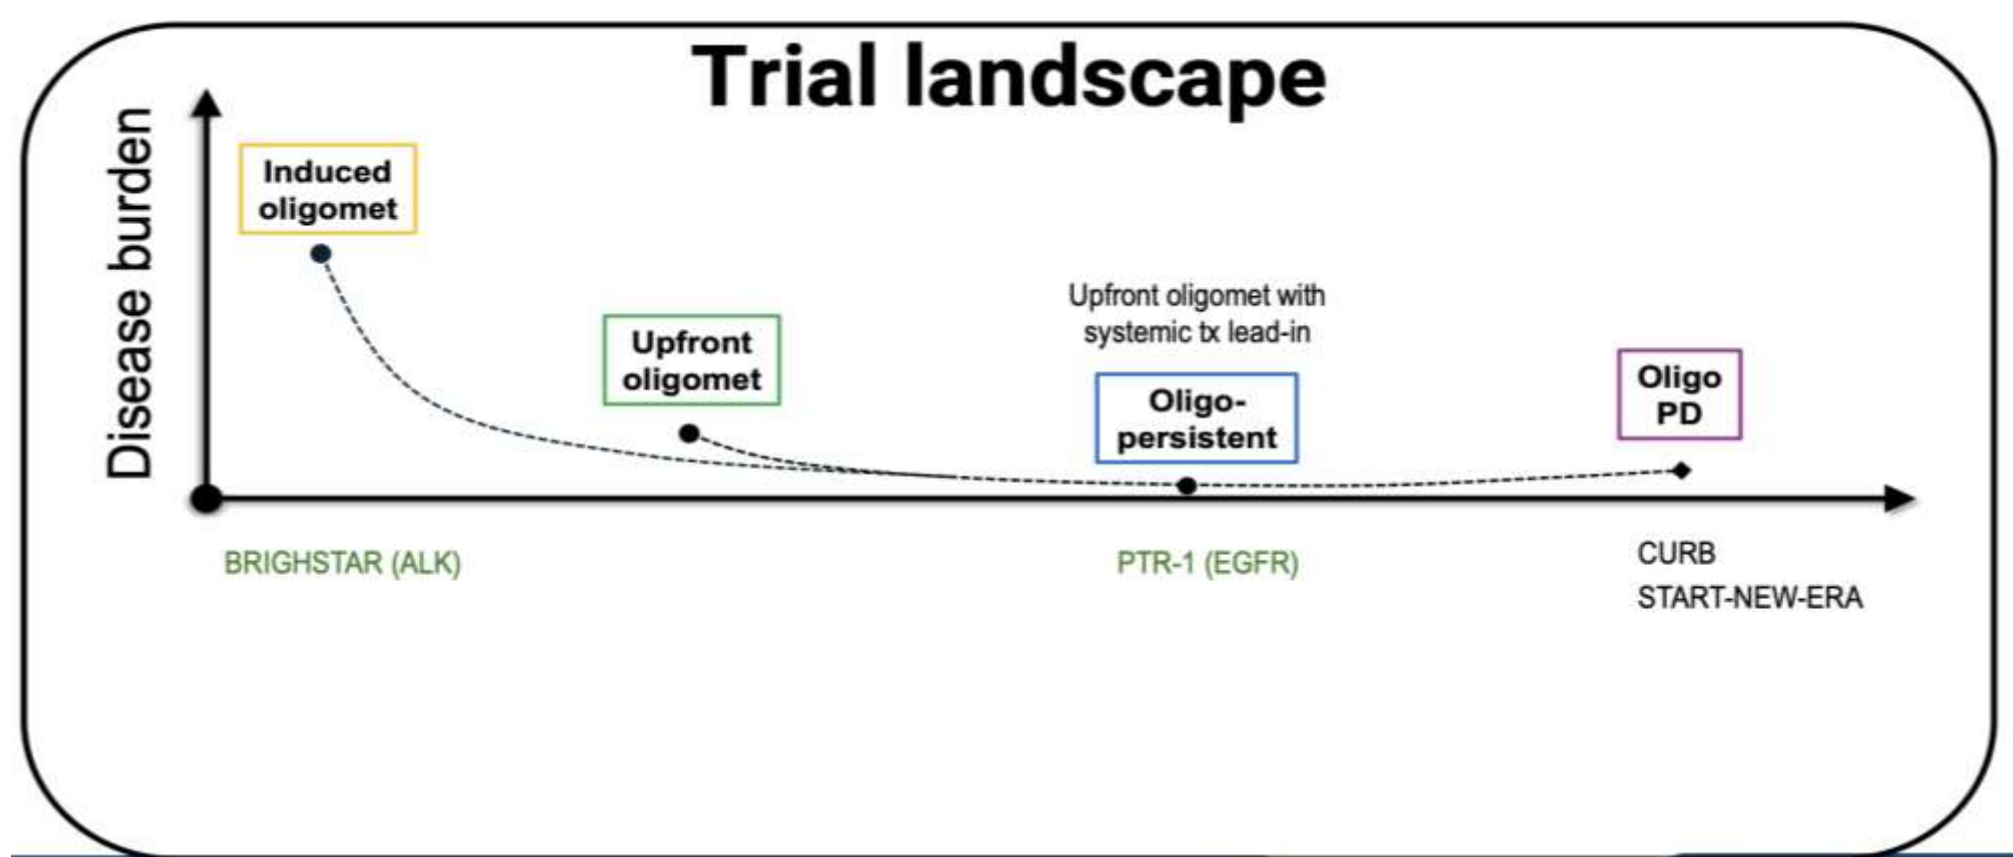 Trial landscape
Disease burden
Induced
oligomet
Upfront
oligomet
Upfront oligomet with
systemic tx lead-in
Oligo-
persistent
Oligo
PD
BRIGHSTAR (ALK)
PTR-1 (EGFR)
CURB
START-NEW-ERA